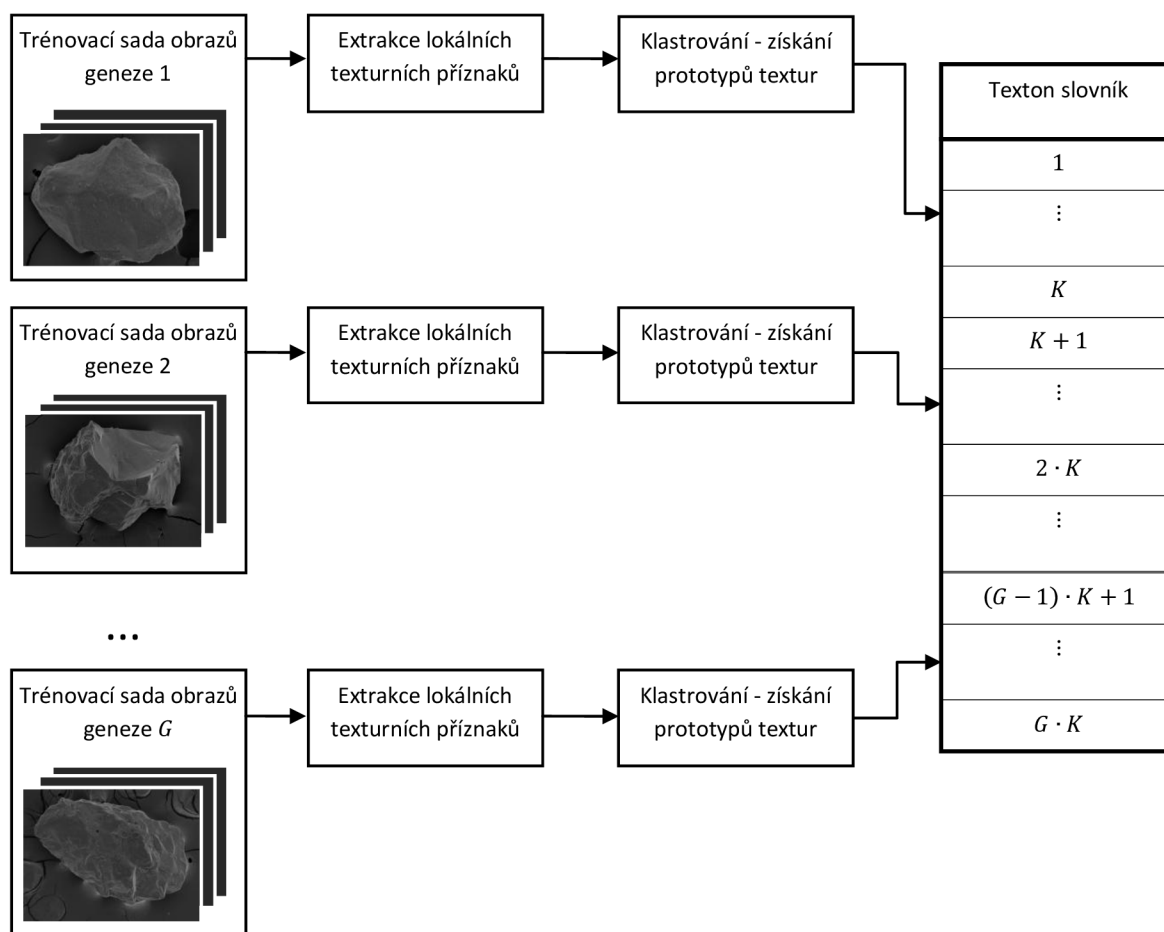 Trénovací sada obrazů
geneze 1
Extrakce lokálních
texturních příznaků
Klastrování - získání
prototypů textur
Trénovací sada obrazů
geneze 2
Extrakce lokálních
texturních příznaků
Klastrování - získání
prototypů textur
...
Trénovací sada obrazů
geneze G
Extrakce lokálních
texturních příznaků
Klastrování - získání
prototypů textur
Texton slovník
1
⋮
K
K + 1
⋮
2 · K
⋮
(G − 1) · K + 1
⋮
G · K